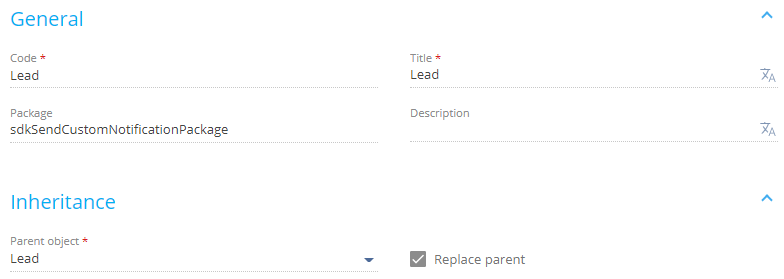 General
Code *
Title *
Lead
Lead
Package
Description
sdkSendCustomNotificationPackage
Inheritance
Parent object *
Lead
Replace parent